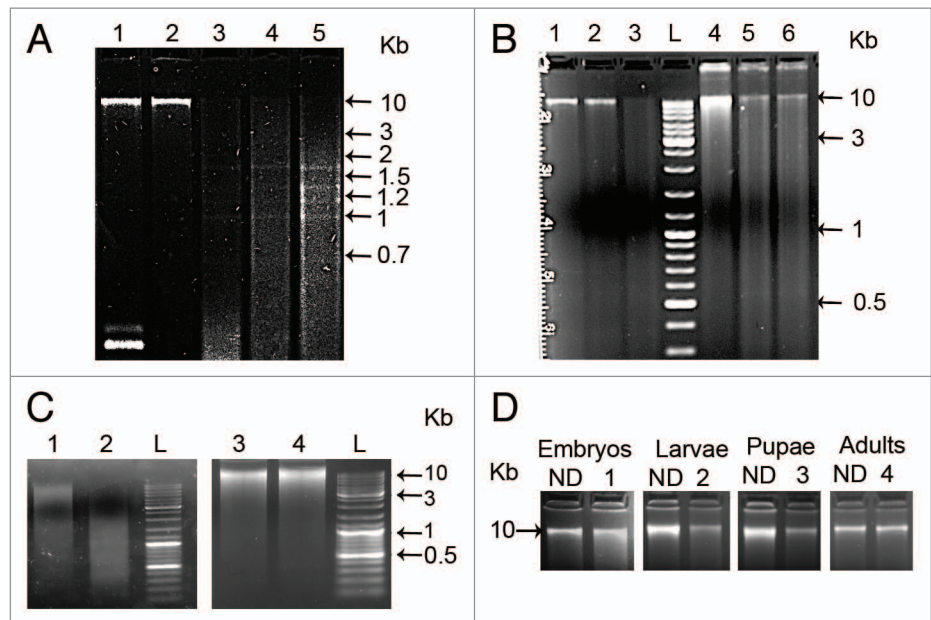 A
1 2 3 4 5
Kb
10
3
2
1.5
1.2
1
0.7
B
1 2 3 L 4 5 6
Kb
10
3
1
0.5
C
Kb
1 2 L 3 4 L
10
3
1
0.5
D
Embryos Larvae Pupae Adults
Kb ND 1 ND 2 ND 3 ND 4
10